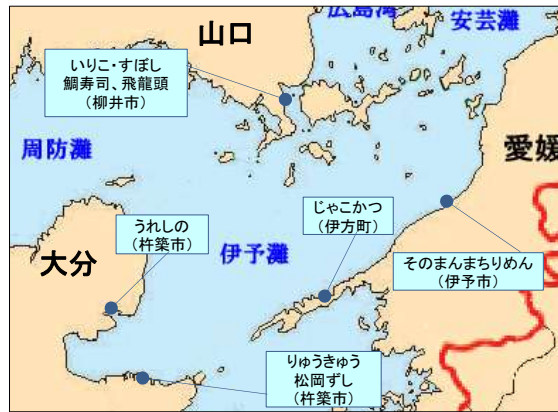 広島湾
安芸灘
山口
いりこ・すぼし
鯛寿司、飛龍頭
(柳井市)
周防灘
愛媛
うれしの
(杵築市)
じゃこかつ
(伊方町)
大分
伊予灘
そのまんまちりめん
(伊予市)
りゅうきゅう
松岡ずし
(杵築市)